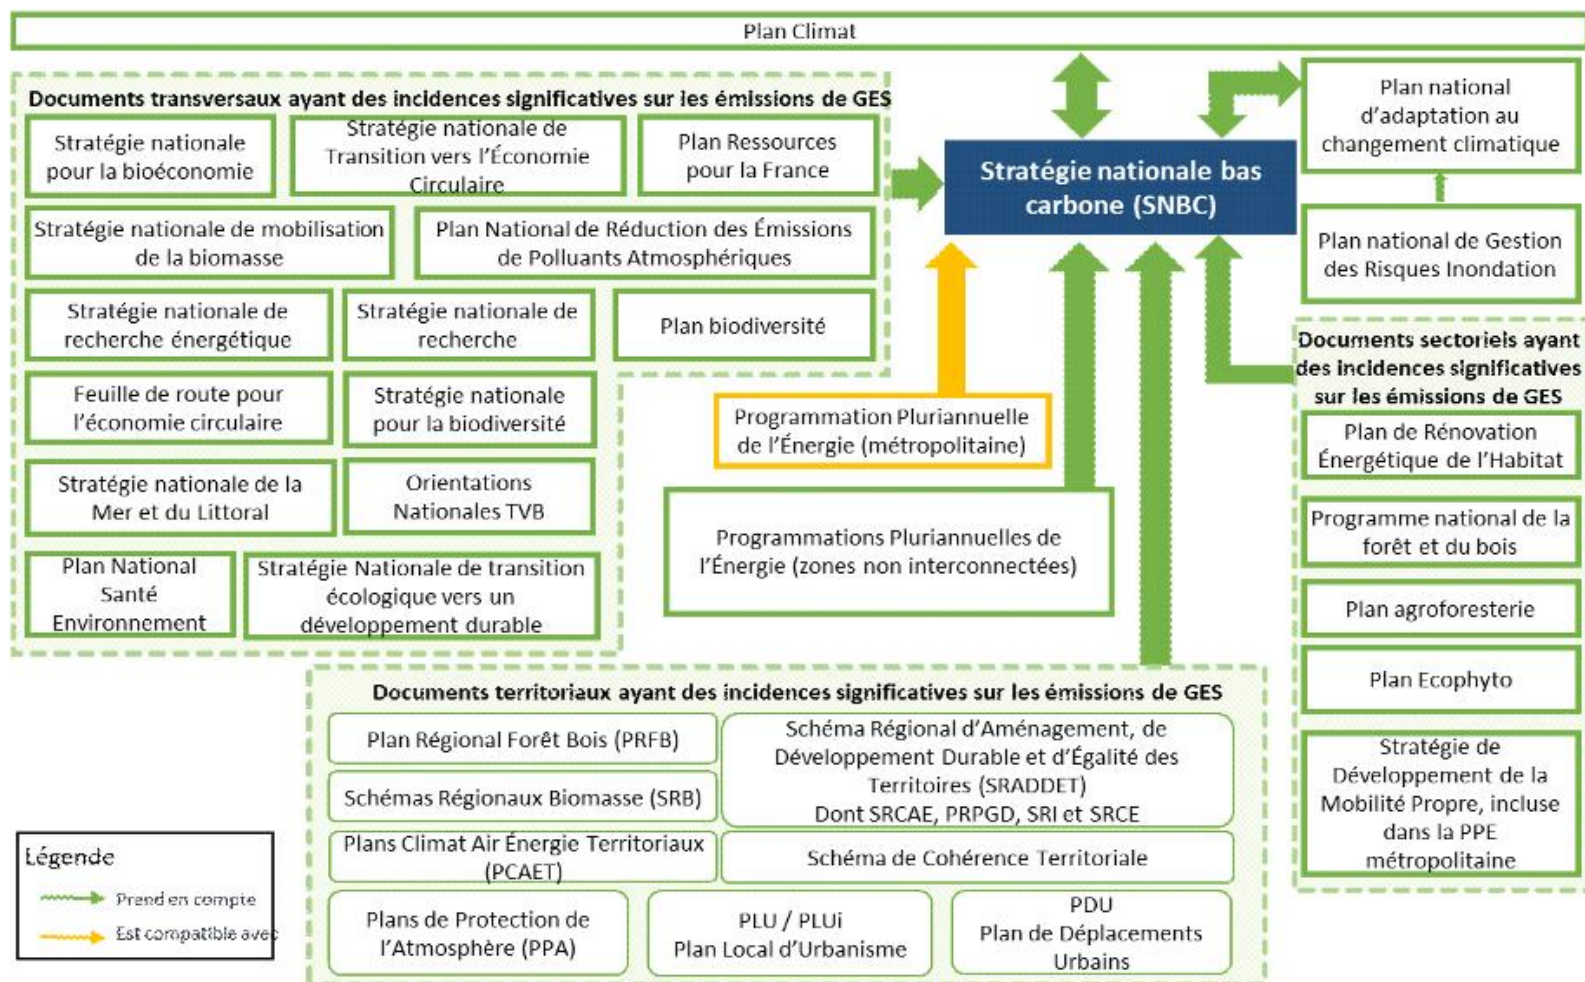 Plan Climat
Documents transversaux ayant des incidences significatives sur les émissions de GES
Stratégie nationale
pour la bioéconomie
Stratégie nationale de
Transition vers l'Économie
Circulaire
Plan Ressources
pour la France
Stratégie nationale de mobilisation
de la biomasse
Plan National de Réduction des Émissions
de Polluants Atmosphériques
Stratégie nationale de
recherche énergétique
Stratégie nationale de
recherche
Plan biodiversité
Feuille de route pour
l'économie circulaire
Stratégie nationale
pour la biodiversité
Stratégie nationale de la
Mer et du Littoral
Orientations
Nationales TVB
Plan National
Santé
Environnement
Stratégie Nationale de transition
écologique vers un
développement durable
Stratégie nationale bas
carbone (SNBC)
Programmation Pluriannuelle
de l'Énergie (métropolitaine)
Programmations Pluriannuelles de
l'Énergie (zones non interconnectées)
Plan national
d'adaptation au
changement climatique
Plan national de Gestion
des Risques Inondation
Documents sectoriels ayant
des incidences significatives
sur les émissions de GES
Plan de Rénovation
Énergétique de l'Habitat
Programme national de la
forêt et du bois
Plan agroforesterie
Plan Ecophyto
Stratégie de
Développement de la
Mobilité Propre, incluse
dans la PPE
métropolitaine
Documents territoriaux ayant des incidences significatives sur les émissions de GES
Plan Régional Forêt Bois (PRFB)
Schémas Régionaux Biomasse (SRB)
Schéma Régional d'Aménagement, de
Développement Durable et d'Égalité des
Territoires (SRADDET)
Dont SRCAE, PRPGD, SRI et SRCE
Plans Climat Air Énergie Territoriaux
(PCAET)
Schéma de Cohérence Territoriale
Plans de Protection de
l'Atmosphère (PPA)
PLU / PLUi
Plan Local d'Urbanisme
PDU
Plan de Déplacements
Urbains
Légende
Prend en compte
Est compatible avec